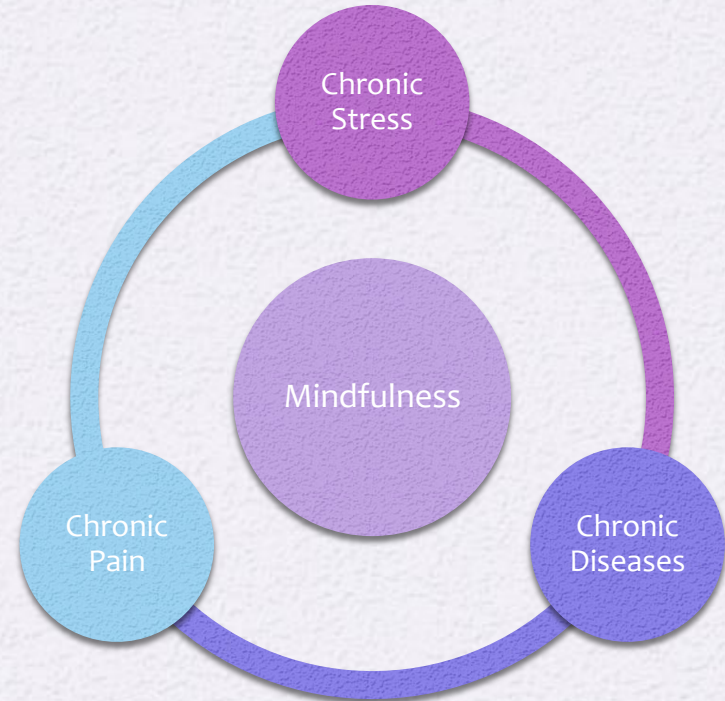 Chronic
Stress
Mindfulness
Chronic
Pain
Chronic
Diseases